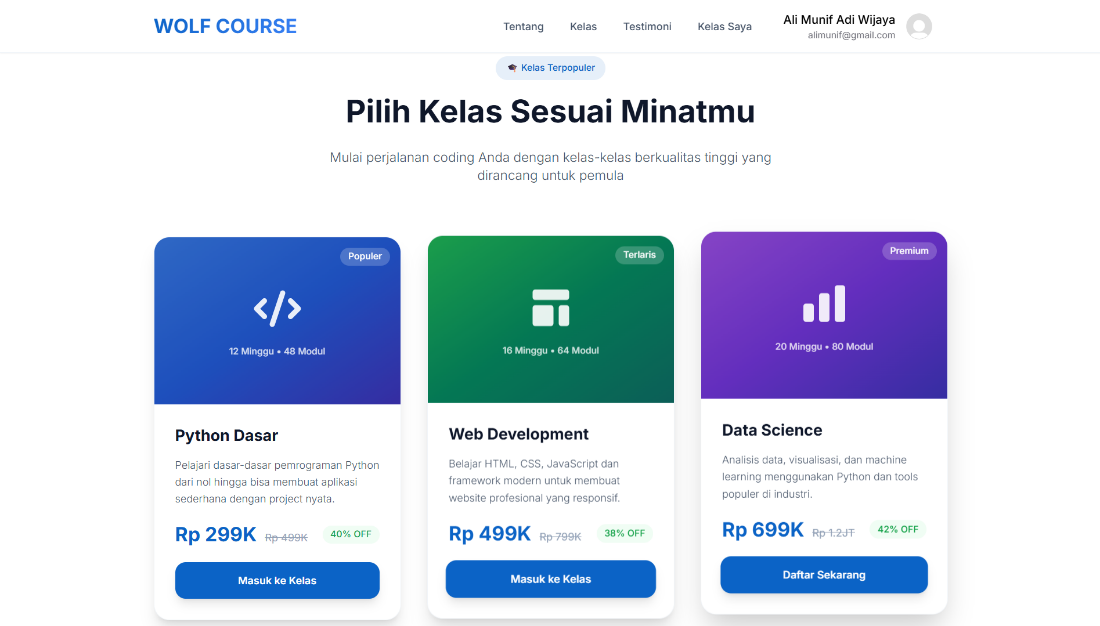 WOLF COURSE
Tentang
Kelas
Testimoni
Kelas Saya
Ali Munif Adi Wijaya
alimunif@gmail.com
Kelas Terpopuler
Pilih Kelas Sesuai Minatmu
Mulai perjalanan coding Anda dengan kelas-kelas berkualitas tinggi yang
dirancang untuk pemula
Populer
12 Minggu • 48 Modul
Python Dasar
Pelajari dasar-dasar pemrograman Python
dari nol hingga bisa membuat aplikasi
sederhana dengan project nyata.
Rp 299K Rp 499K 40% OFF
Masuk ke Kelas
Terlaris
16 Minggu • 64 Modul
Web Development
Belajar HTML, CSS, JavaScript dan
framework modern untuk membuat
website profesional yang responsif.
Rp 499K Rp 799K 38% OFF
Masuk ke Kelas
Premium
20 Minggu • 80 Modul
Data Science
Analisis data, visualisasi, dan machine
learning menggunakan Python dan tools
populer di industri.
Rp 699K Rp 1.2JT 42% OFF
Daftar Sekarang